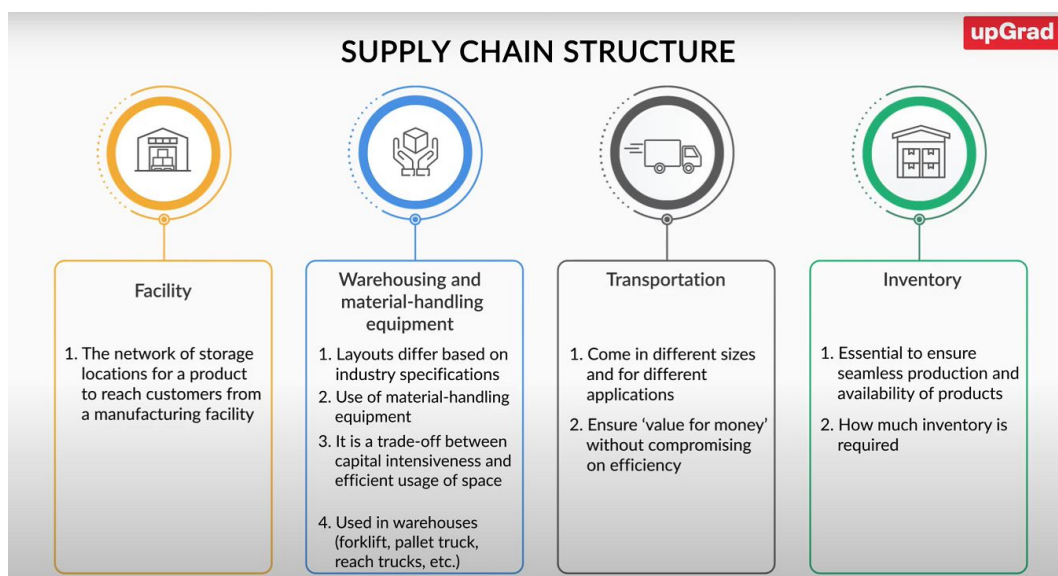 upGrad
SUPPLY CHAIN STRUCTURE
Facility
1. The network of storage
locations for a product
to reach customers from
a manufacturing facility
Warehousing and
material-handling
equipment
1. Layouts differ based on
industry specifications
2. Use of material-handling
equipment
3. It is a trade-off between
capital intensiveness and
efficient usage of space
4. Used in warehouses
(forklift, pallet truck,
reach trucks, etc.)
Transportation
1. Come in different sizes
and for different
applications
2. Ensure ‘value for money’
without compromising
on efficiency
Inventory
1. Essential to ensure
seamless production and
availability of products
2. How much inventory is
required